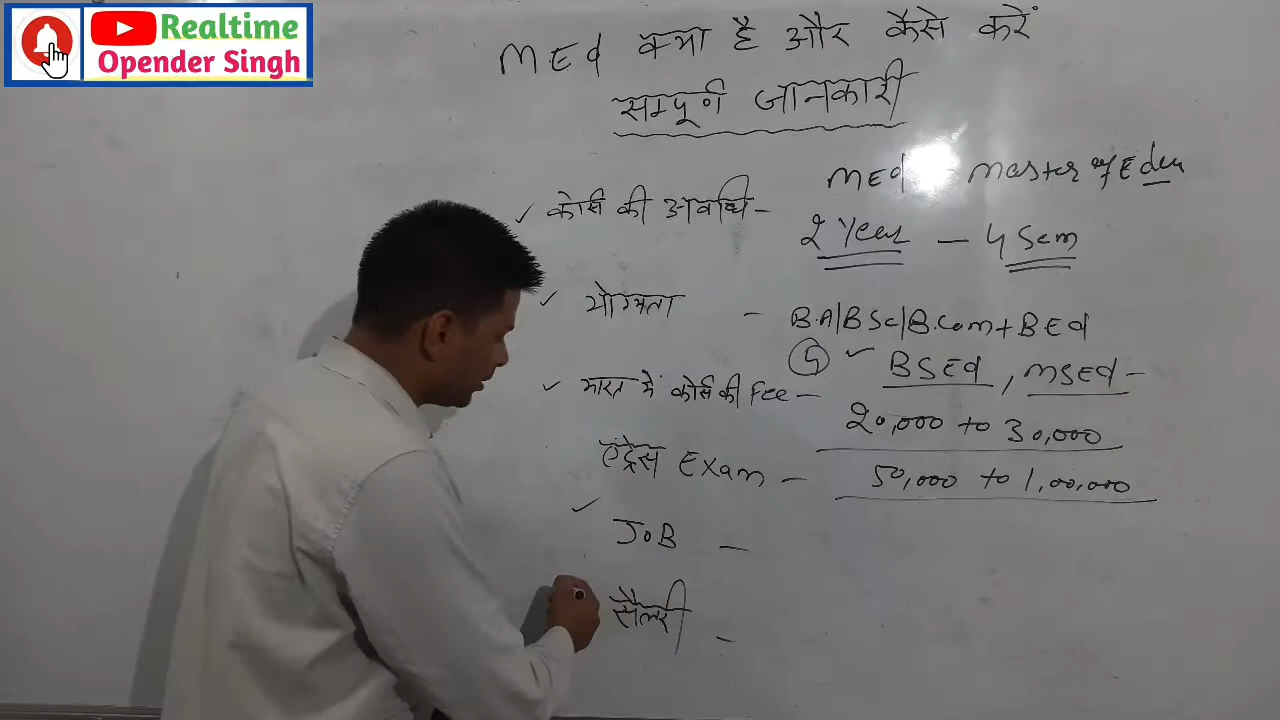 Realtime
Opender Singh
MEd क्या है और कैसे करें
सम्पूर्ण जानकारी
MEd - Master of Edu
कोर्स की अवधि -
2 Year - 4 Sem
योग्यता - B.A/BSc/B.Com+BEd
BSEd, MSEd -
भारत में कोर्स की Fee -
20,000 to 30,000
एंट्रेस Exam -
50,000 to 1,00,000
JOB -
सैलरी -